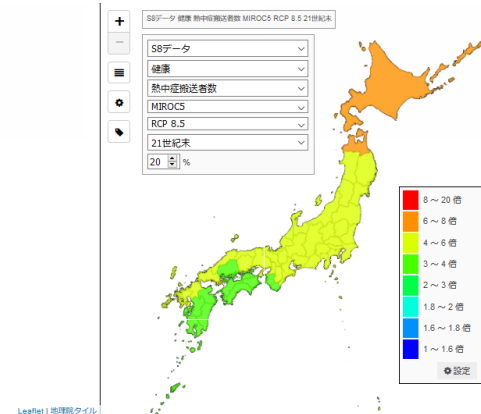 S8データ 健康 熱中症搬送者数 MIROC5 RCP 8.5 21世紀末
+
−
S8データ
健康
熱中症搬送者数
MIROC5
RCP 8.5
21世紀末
20 %
8 ～ 20 倍
6 ～ 8 倍
4 ～ 6 倍
3 ～ 4 倍
2 ～ 3 倍
1.8 ～ 2 倍
1.6 ～ 1.8 倍
1 ～ 1.6 倍
設定
Leaflet | 地理院タイル